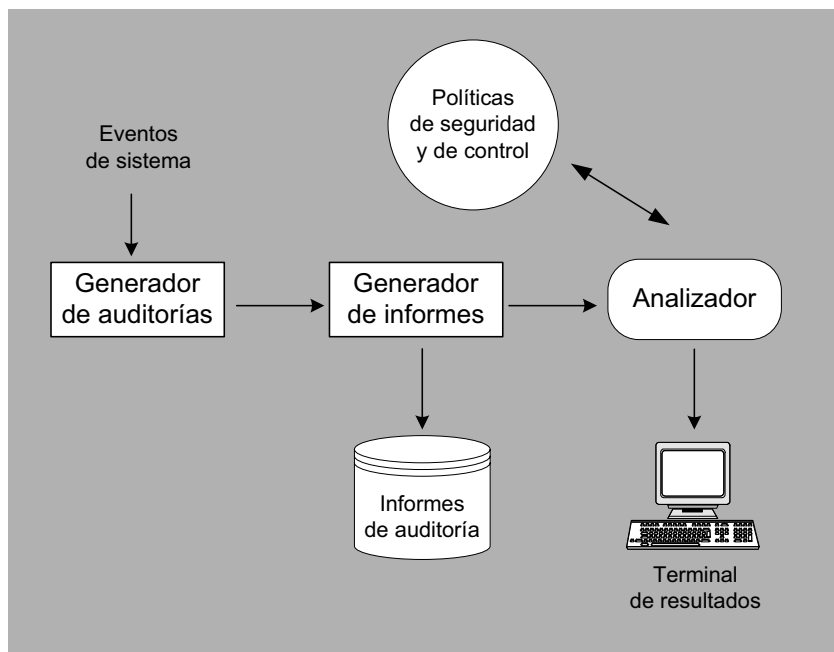 Políticas
de seguridad
y de control
Eventos
de sistema
Generador
de auditorías
Generador
de informes
Analizador
Informes
de auditoría
Terminal
de resultados